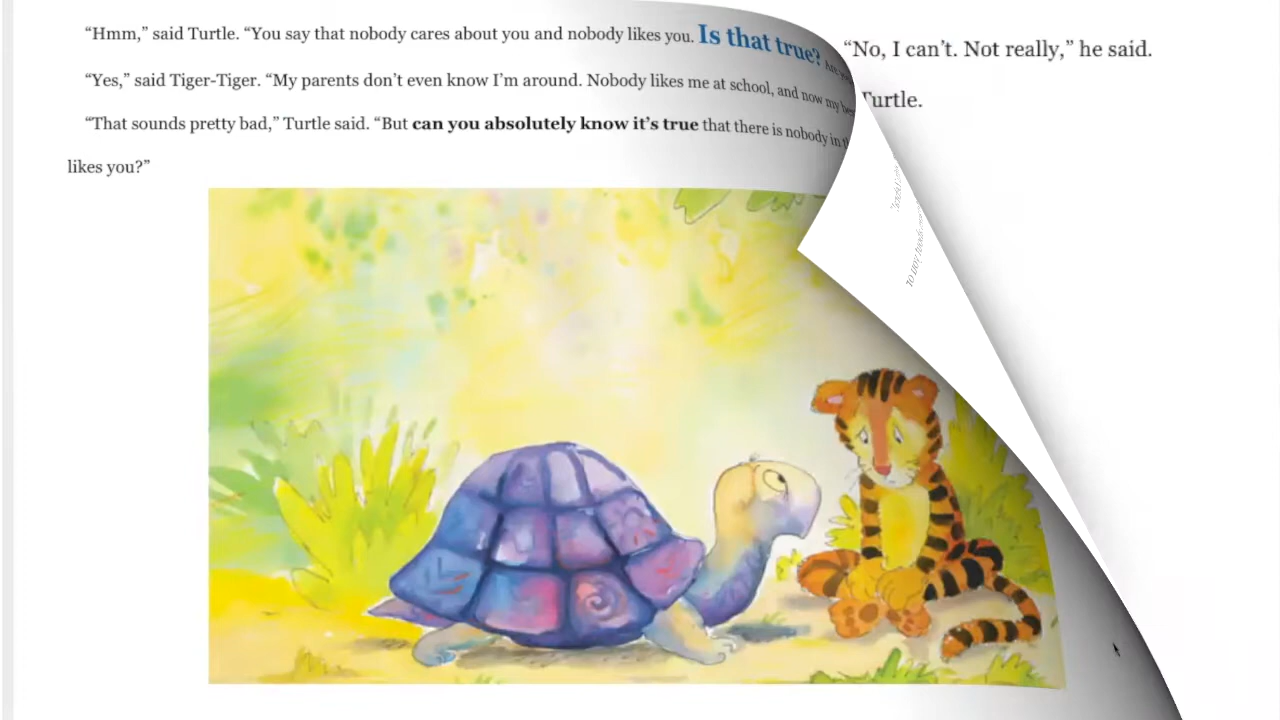 “Hmm,” said Turtle. “You say that nobody cares about you and nobody likes you. Is that true?
“Yes,” said Tiger-Tiger. “My parents don’t even know I’m around. Nobody likes me at school, and now my
“That sounds pretty bad,” Turtle said. “But can you absolutely know it’s true that there is nobody in
likes you?”
“No, I can’t. Not really,” he said.
Turtle.